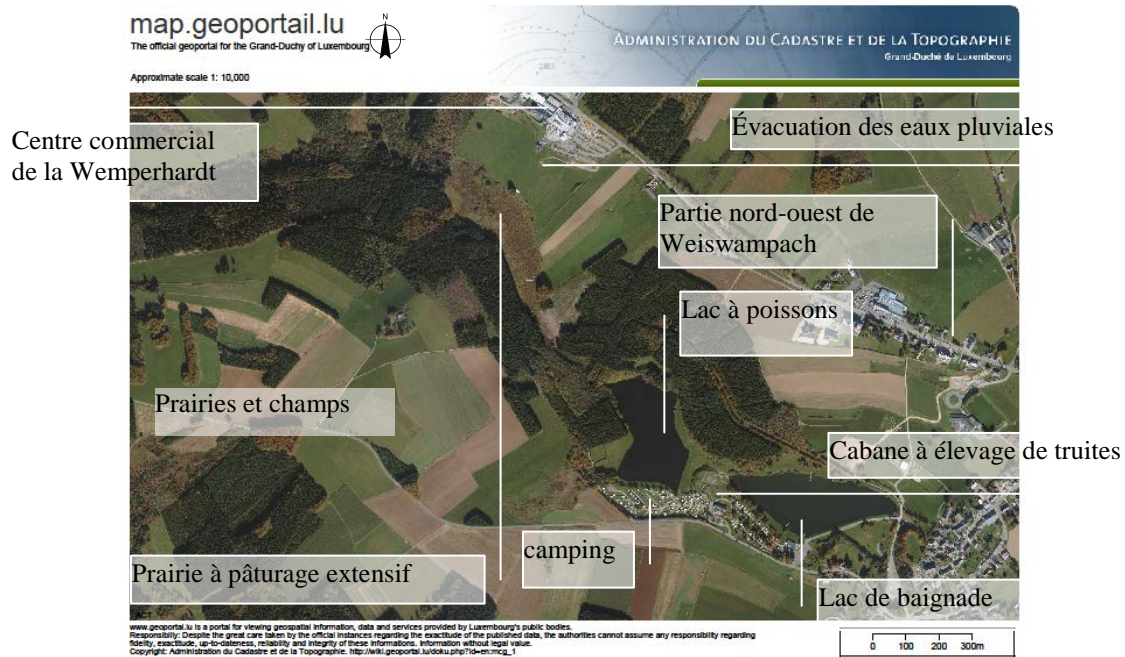 map.geoportail.lu
The official geoportal for the Grand-Duchy of Luxembourg
N
Approximate scale 1: 10,000
ADMINISTRATION DU CADASTRE ET DE LA TOPOGRAPHIE
Grand-Duché de Luxembourg
Centre commercial
de la Wemperhardt
Évacuation des eaux pluviales
Partie nord-ouest de
Weiswampach
Lac à poissons
Prairies et champs
Cabane à élevage de truites
camping
Prairie à pâturage extensif
Lac de baignade
ACT
www.geoportal.lu is a portal for viewing geospatial information, data and services provided by Luxembourg's public bodies.
Responsibility: Despite the great care taken by the official instances regarding the exactitude of the published data, the authorities cannot assume any responsibility regarding
fidelity, exactitude, up-to-dateness, reliability and integrity of these informations. Information without legal value.
Copyright: Administration du Cadastre et de la Topographie. http://wiki.geoportal.lu/doku.php?id=en:mcg_1
0 100 200 300m